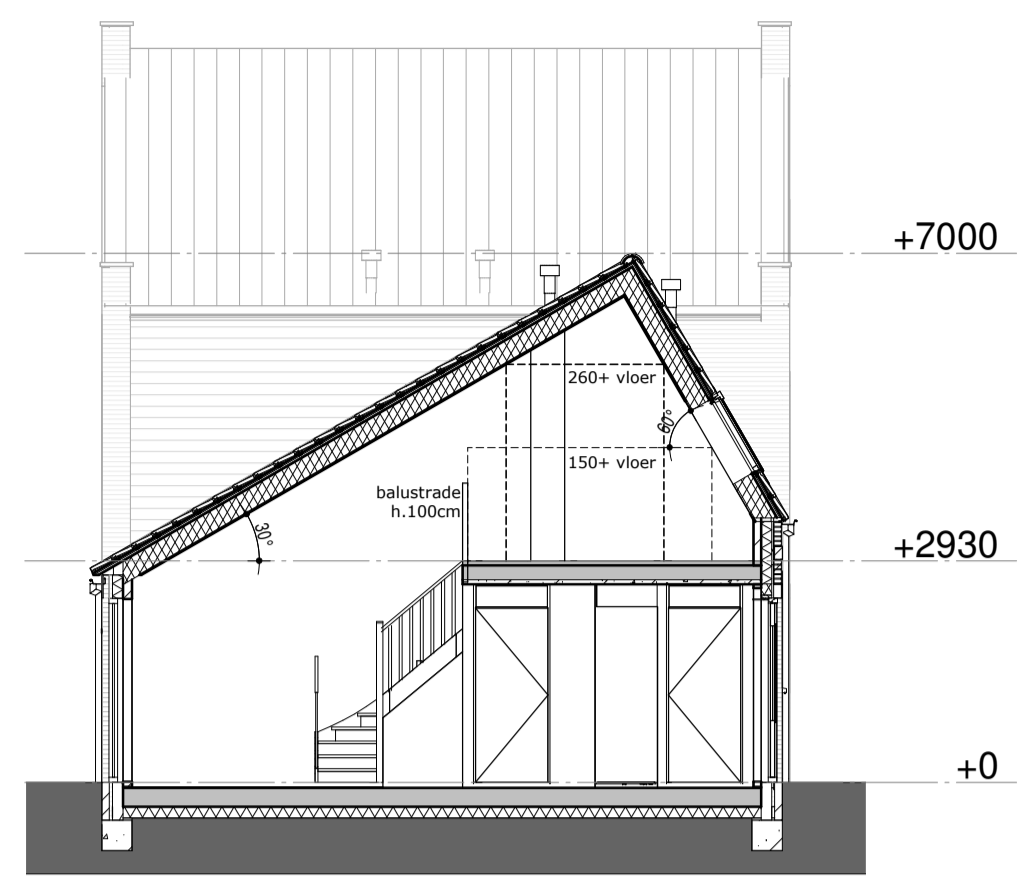 +7000
260+ vloer
60°
150+ vloer
balustrade
h.100cm
30°
+2930
+0